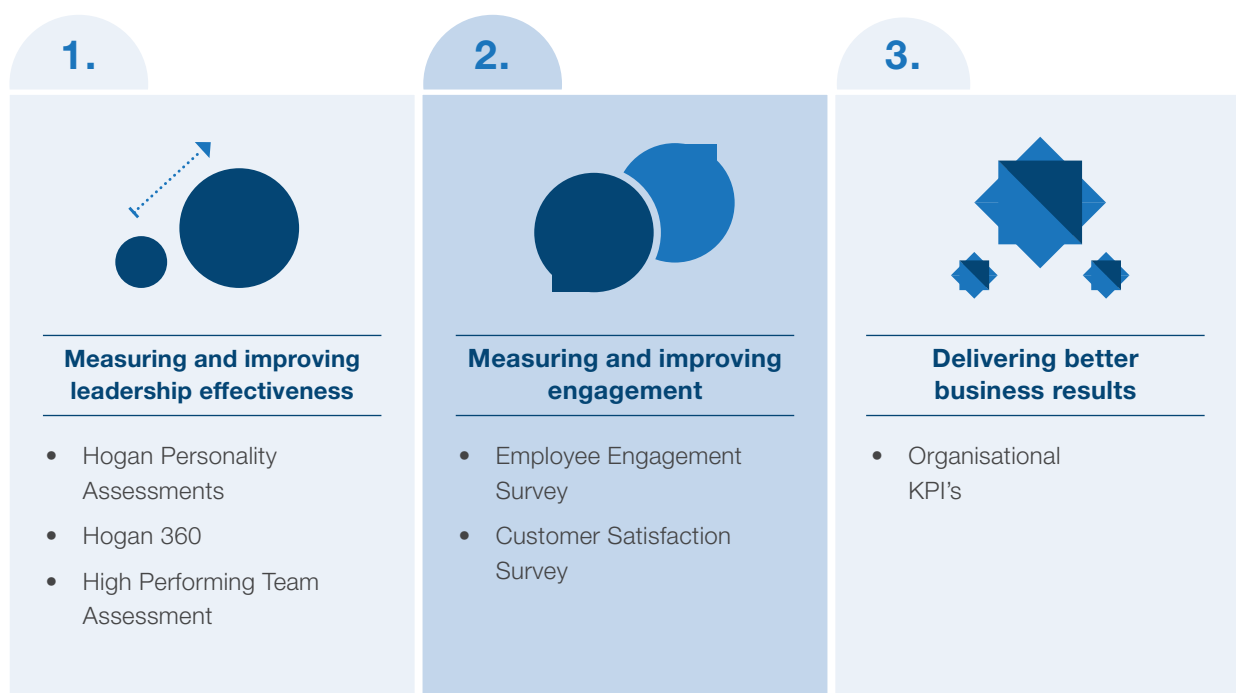 1.
Measuring and improving
leadership effectiveness
• Hogan Personality
Assessments
• Hogan 360
• High Performing Team
Assessment
2.
Measuring and improving
engagement
• Employee Engagement
Survey
• Customer Satisfaction
Survey
3.
Delivering better
business results
• Organisational
KPI’s